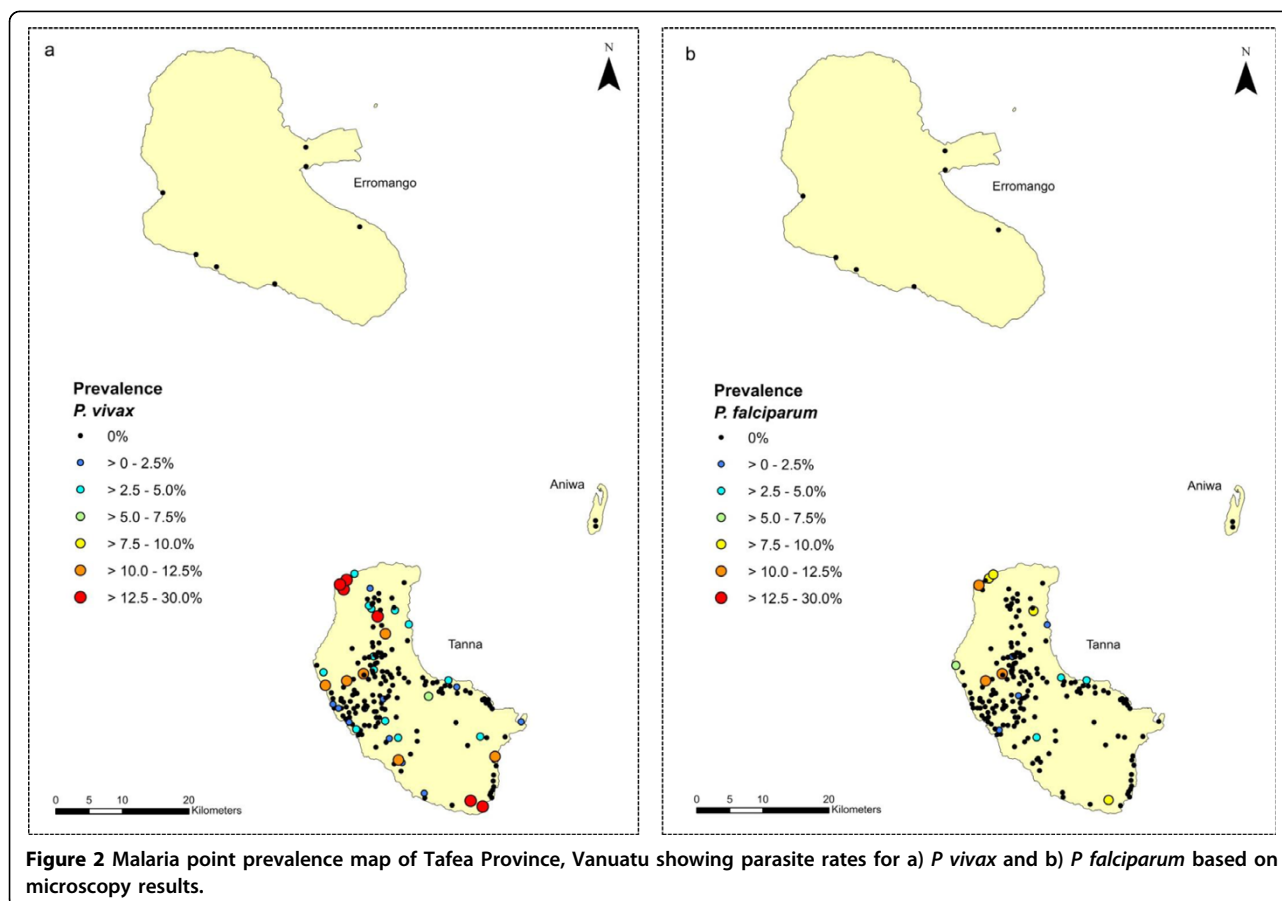 a
N
Erromango
Prevalence
P. vivax
0%
> 0 - 2.5%
> 2.5 - 5.0%
> 5.0 - 7.5%
> 7.5 - 10.0%
> 10.0 - 12.5%
> 12.5 - 30.0%
Aniwa
Tanna
0 5 10 20
Kilometers
b
N
Erromango
Prevalence
P. falciparum
0%
> 0 - 2.5%
> 2.5 - 5.0%
> 5.0 - 7.5%
> 7.5 - 10.0%
> 10.0 - 12.5%
> 12.5 - 30.0%
Aniwa
Tanna
0 5 10 20
Kilometers
Figure 2 Malaria point prevalence map of Tafea Province, Vanuatu showing parasite rates for a) P vivax and b) P falciparum based on
microscopy results.